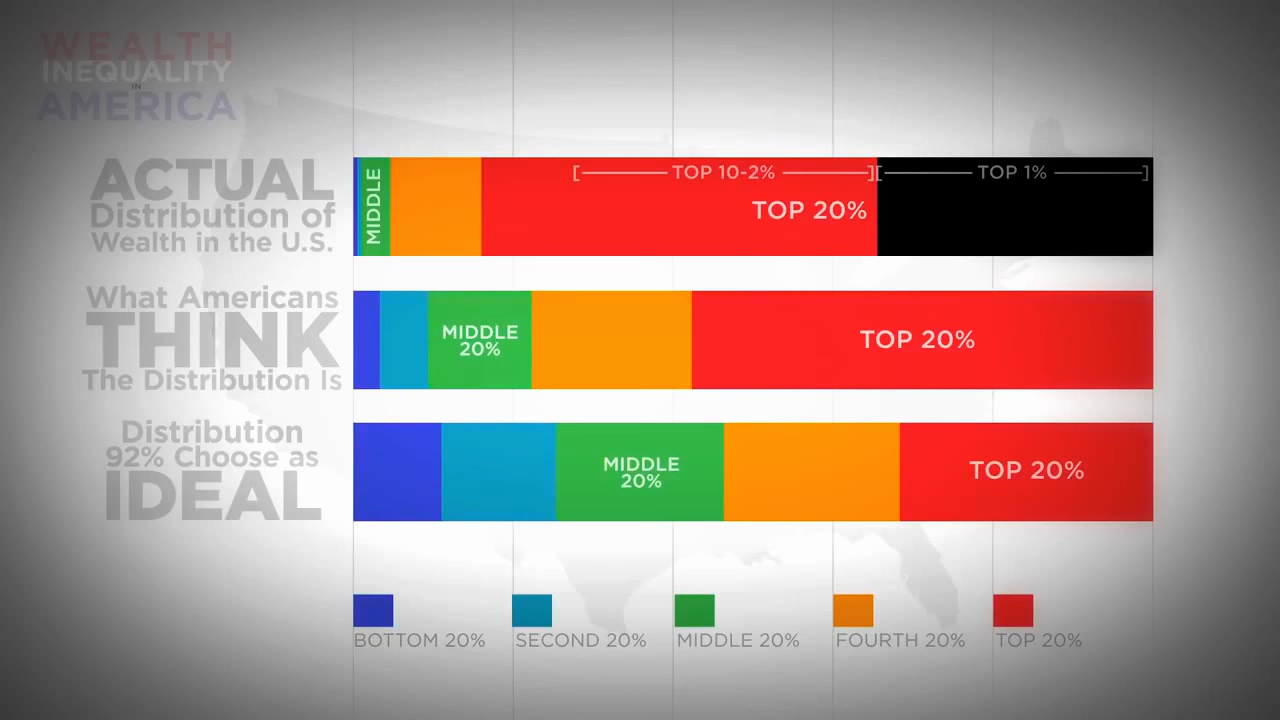 WEALTH
INEQUALITY
IN
AMERICA
ACTUAL
Distribution of
Wealth in the U.S.
MIDDLE
[ TOP 10-2% ]
[ TOP 1% ]
TOP 20%
What Americans
THINK
The Distribution Is
MIDDLE
20%
TOP 20%
Distribution
92% Choose as
IDEAL
MIDDLE
20%
TOP 20%
BOTTOM 20%
SECOND 20%
MIDDLE 20%
FOURTH 20%
TOP 20%